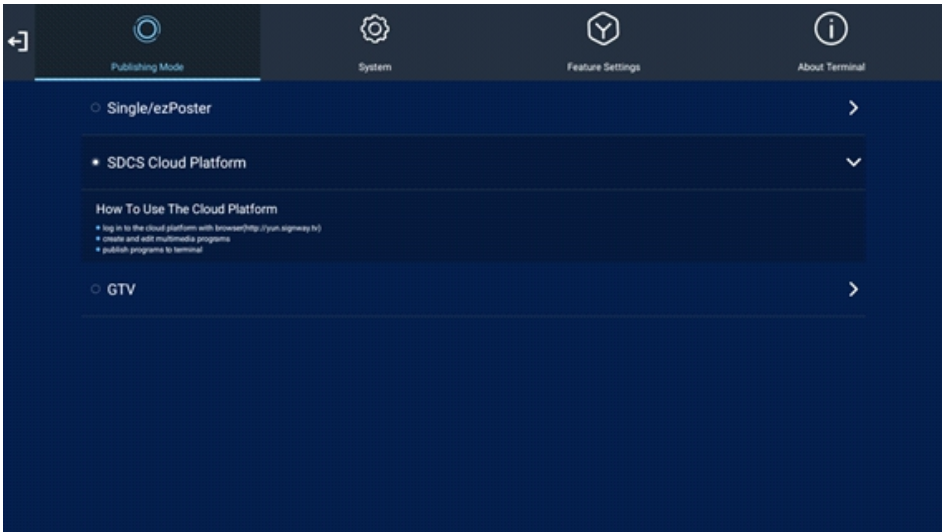 Publishing Mode
System
Feature Settings
About Terminal
Single/ezPoster
SDCS Cloud Platform
How To Use The Cloud Platform
log in to the cloud platform with browser(http://yun.signway.tv)
create and edit multimedia programs
publish programs to terminal
GTV